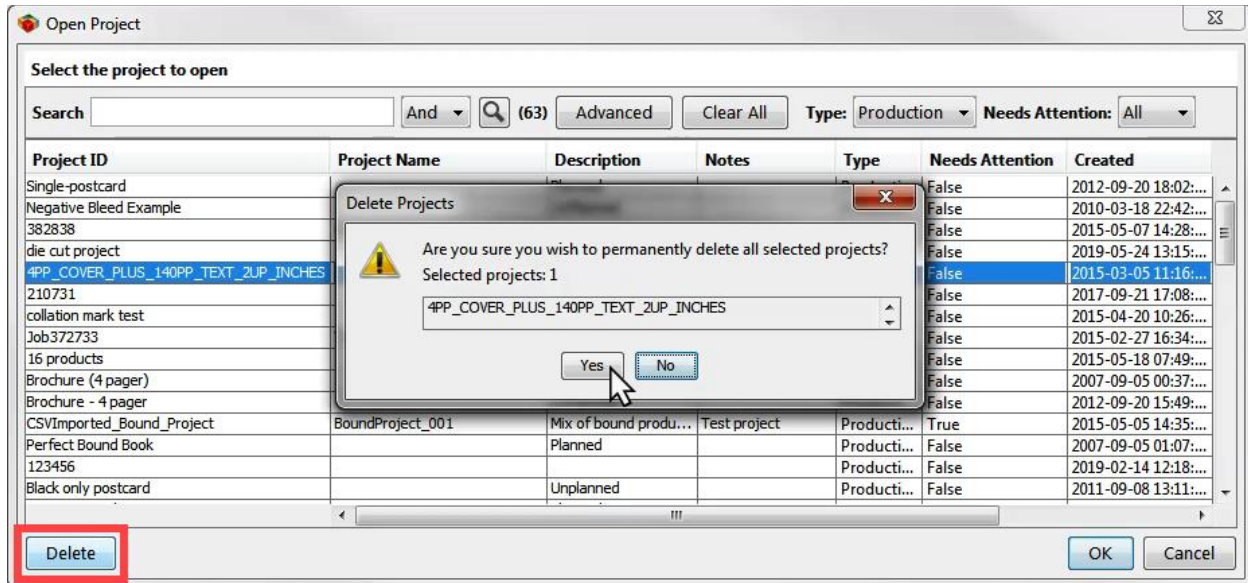 Open Project
Select the project to open
Search And (63) Advanced Clear All Type: Production Needs Attention: All
Project ID Project Name Description Notes Type Needs Attention Created
Single-postcard False 2012-09-20 18:02:...
Negative Bleed Example False 2010-03-18 22:42:...
382838 False 2015-05-07 14:28:...
die cut project False 2019-05-24 13:15:...
4PP_COVER_PLUS_140PP_TEXT_2UP_INCHES False 2015-03-05 11:16:...
210731 False 2017-09-21 17:08:...
collation mark test False 2015-04-20 10:26:...
Job372733 False 2015-02-27 16:34:...
16 products False 2015-05-18 07:49:...
Brochure (4 pager) False 2007-09-05 00:37:...
Brochure - 4 pager False 2012-09-20 15:49:...
CSVImported_Bound_Project BoundProject_001 Mix of bound produ... Test project Producti... True 2015-05-05 14:35:...
Perfect Bound Book Planned Producti... False 2007-09-05 01:07:...
123456 Producti... False 2019-02-14 12:18:...
Black only postcard Unplanned Producti... False 2011-09-08 13:11:...
Delete Projects
Are you sure you wish to permanently delete all selected projects?
Selected projects: 1
4PP_COVER_PLUS_140PP_TEXT_2UP_INCHES
Yes No
Delete OK Cancel